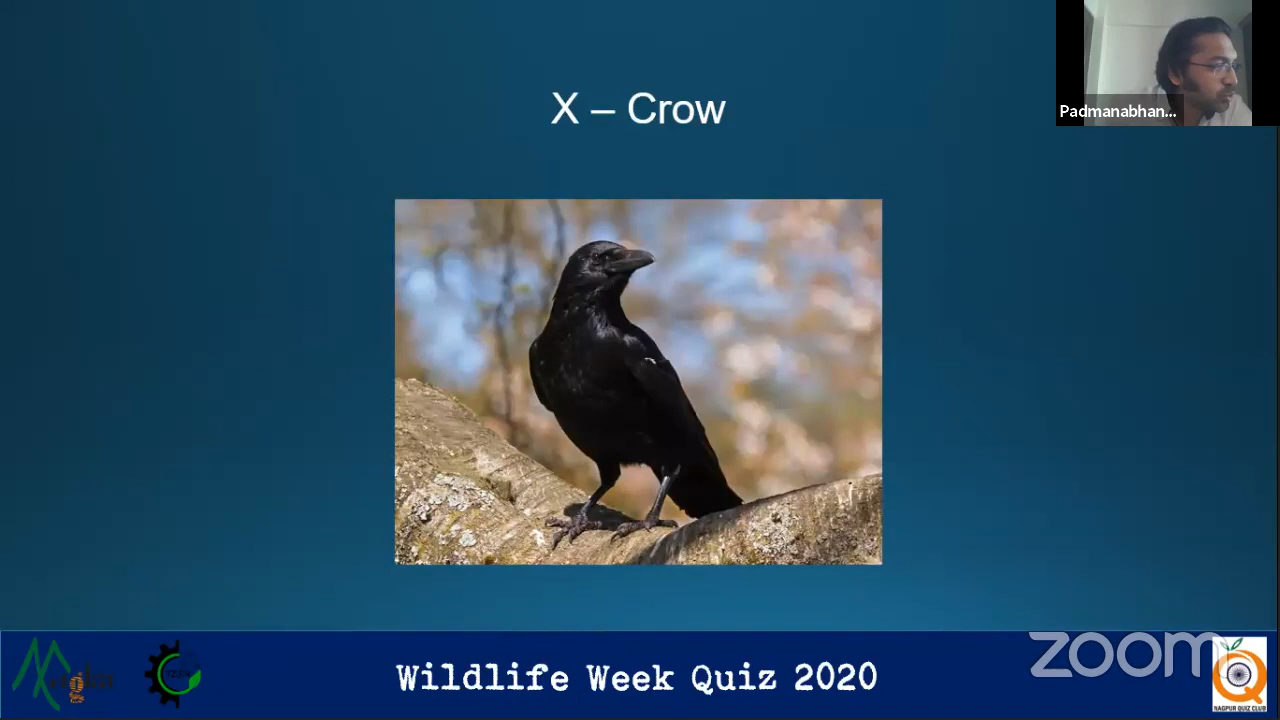 X – Crow
Padmanabhan...
Wildlife Week Quiz 2020
zoom
NAGPUR QUIZ CLUB